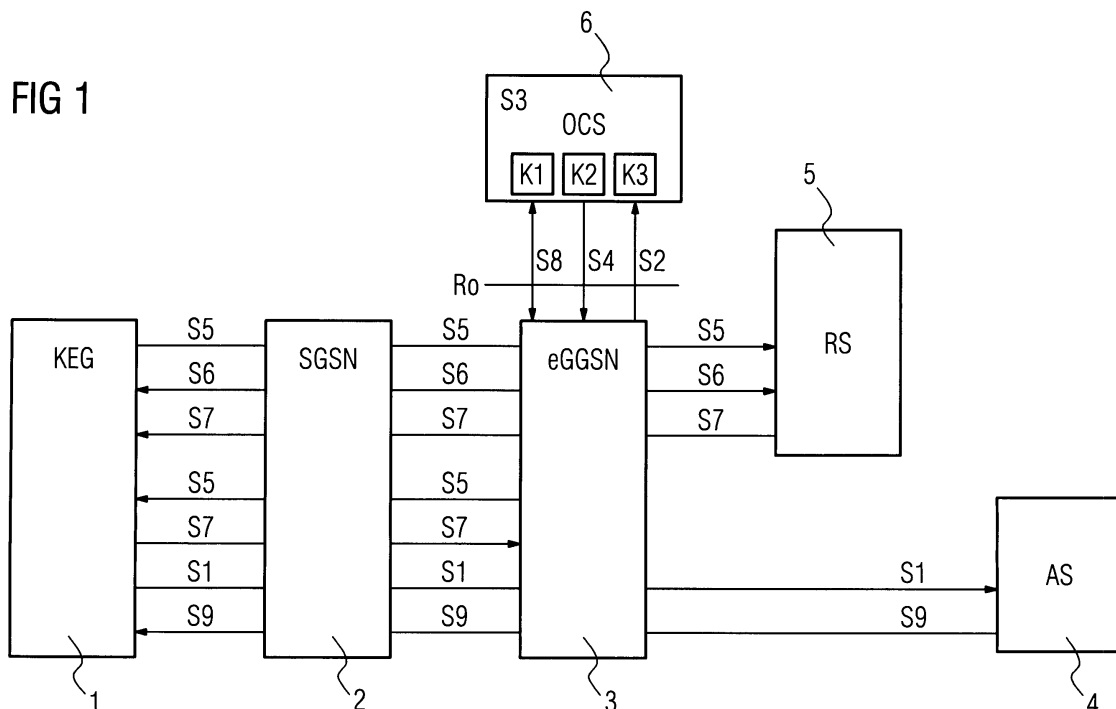 FIG 1
6
S3
OCS
K1 K2 K3
5
S8 S4 S2
Ro
KEG S5 SGSN S5 eGGSN S5 RS
S6 S6 S6
S7 S7 S7
S5 S5
S7 S7
S1 S1 S1 AS
S9 S9 S9
1 2 3 4